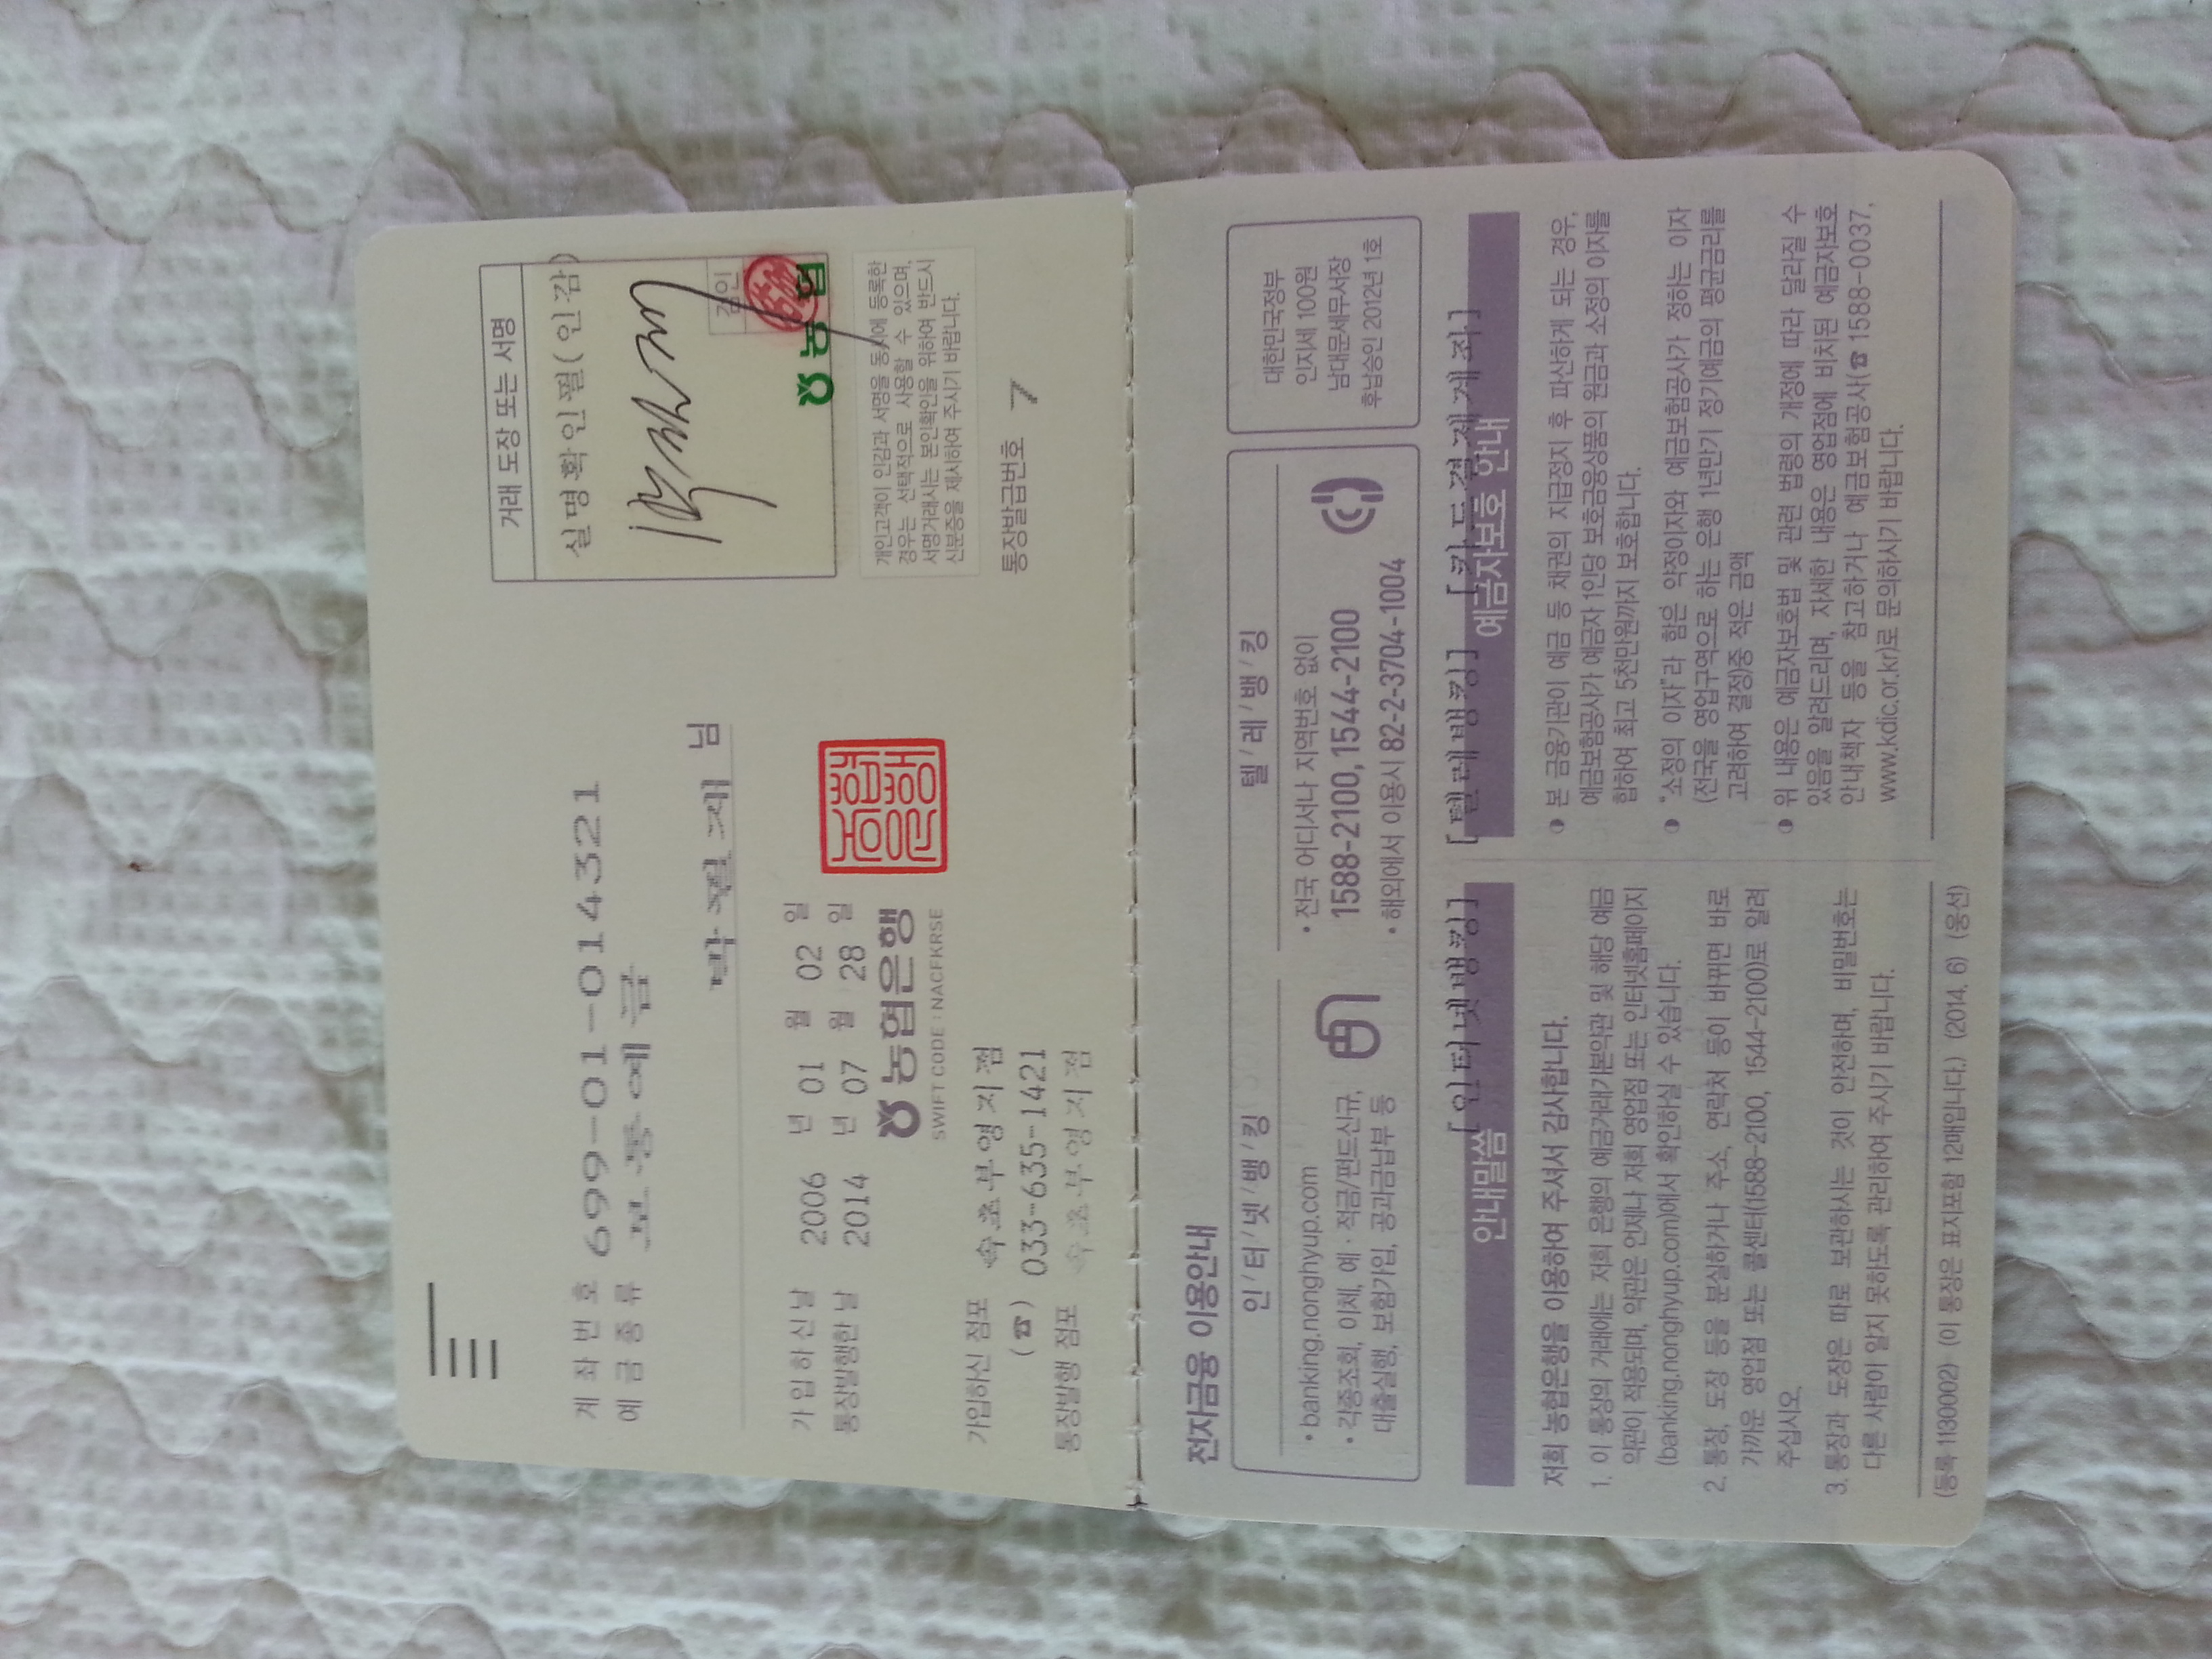 거래 도장 또는 서명
실명확인필(인감)
감인
농협
개인고객이 인감과 서명을 동시에 등록한
경우는 선택적으로 사용할 수 있으며,
서명거래시는 본인확인을 위하여 반드시
신분증을 제시하여 주시기 바랍니다.
통장발급번호 7
계좌번호 699-01-014321
예금종류 보통예금
박월재 님
가입하신날 2006 년 01 월 02 일
통장발행한 날 2014 년 07 월 28 일
농협은행
SWIFT CODE : NACFKRSE
농협은행
가입하신 점포 속초부영지점
(☎) 033-635-1421
통장발행 점포 속초부영지점
전자금융 이용안내
인/터/넷/뱅/킹
• banking.nonghyup.com
• 각종조회, 이체, 예·적금/펀드신규,
대출실행, 보험가입, 공과금납부 등
텔/레/뱅/킹
• 전국 어디서나 지역번호 없이
1588-2100, 1544-2100
• 해외에서 이용시 82-2-3704-1004
대한민국정부
인지세 100원
남대문세무서장
후납승인 2012년 1호
[인터넷뱅킹] [텔레뱅킹] [카드결제계좌]
안내말씀
저희 농협은행을 이용하여 주셔서 감사합니다.
1. 이 통장의 거래에는 저희 은행의 예금거래기본약관 및 해당 예금
약관이 적용되며, 약관은 언제나 저희 영업점 또는 인터넷홈페이지
(banking.nonghyup.com)에서 확인하실 수 있습니다.
2. 통장, 도장 등을 분실하거나 주소, 연락처 등이 바뀌면 바로
가까운 영업점 또는 콜센터(1588-2100, 1544-2100)로 알려
주십시오.
3. 통장과 도장은 따로 보관하시는 것이 안전하며, 비밀번호는
다른 사람이 알지 못하도록 관리하여 주시기 바랍니다.
예금자보호 안내
본 금융기관이 예금 등 채권의 지급정지 후 파산하게 되는 경우,
예금보험공사가 예금자 1인당 보호금융상품의 원금과 소정의 이자를
합하여 최고 5천만원까지 보호합니다.
"소정의 이자"라 함은 약정이자와 예금보험공사가 정하는 이자
(전국을 영업구역으로 하는 은행 1년만기 정기예금의 평균금리를
고려하여 결정)중 적은 금액
위 내용은 예금자보호법 및 관련 법령의 개정에 따라 달라질 수
있음을 알려드리며, 자세한 내용은 영업점에 비치된 예금자보호
안내책자 등을 참고하거나 예금보험공사(☎ 1588-0037,
www.kdic.or.kr)로 문의하시기 바랍니다.
(등록 1130002) (이 통장은 표지포함 12매입니다.) (2014. 6) (웅선)